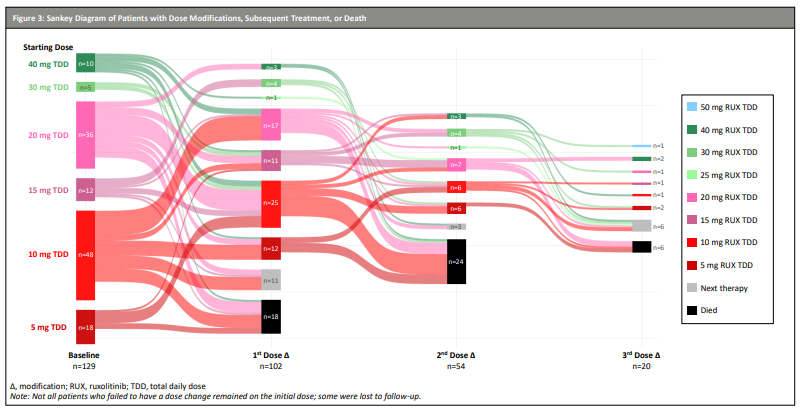 Figure 3: Sankey Diagram of Patients with Dose Modifications, Subsequent Treatment, or Death
Starting Dose
40 mg TDD
30 mg TDD
20 mg TDD
15 mg TDD
10 mg TDD
5 mg TDD
n=10
n=5
n=36
n=12
n=48
n=18
n=3
n=4
n=1
n=17
n=11
n=25
n=12
n=11
n=18
n=3
n=4
n=1
n=7
n=6
n=6
n=3
n=24
n=1
n=2
n=1
n=1
n=1
n=2
n=6
n=6
50 mg RUX TDD
40 mg RUX TDD
30 mg RUX TDD
25 mg RUX TDD
20 mg RUX TDD
15 mg RUX TDD
10 mg RUX TDD
5 mg RUX TDD
Next therapy
Died
Baseline
n=129
1st Dose Δ
n=102
2nd Dose Δ
n=54
3rd Dose Δ
n=20
Δ, modification; RUX, ruxolitinib; TDD, total daily dose
Note: Not all patients who failed to have a dose change remained on the initial dose; some were lost to follow-up.